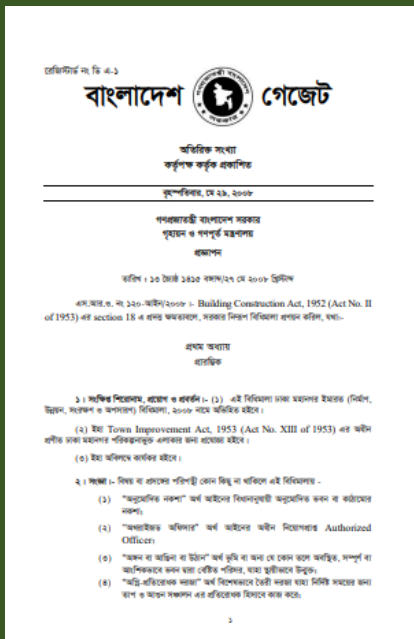 রেজিস্টার্ড নং ডি এ-১
বাংলাদেশ গেজেট
অতিরিক্ত সংখ্যা
কর্তৃপক্ষ কর্তৃক প্রকাশিত
বৃহস্পতিবার, মে ২৯, ২০০৮
গণপ্রজাতন্ত্রী বাংলাদেশ সরকার
গৃহায়ন ও গণপূর্ত মন্ত্রণালয়
প্রজ্ঞাপন
তারিখ : ১৩ জ্যৈষ্ঠ ১৪১৫ বঙ্গাব্দ/২৭ মে ২০০৮ খ্রিস্টাব্দ
এস.আর.ও. নং ১২০-আইন/২০০৮ ।- Building Construction Act, 1952 (Act No. II
of 1953) এর section 18 এ প্রদত্ত ক্ষমতাবলে, সরকার নিম্নরূপ বিধিমালা প্রণয়ন করিল, যথা:-
প্রথম অধ্যায়
প্রারম্ভিক
১। সংক্ষিপ্ত শিরোনাম, প্রয়োগ ও প্রবর্তন।- (১) এই বিধিমালা ঢাকা মহানগর ইমারত (নির্মাণ,
উন্নয়ন, সংরক্ষণ ও অপসারণ) বিধিমালা, ২০০৮ নামে অভিহিত হইবে।
(২) ইহা Town Improvement Act, 1953 (Act No. XIII of 1953) এর অধীন
প্রণীত ঢাকা মহানগর পরিকল্পনাভুক্ত এলাকার জন্য প্রযোজ্য হইবে।
(৩) ইহা অবিলম্বে কার্যকর হইবে।
২। সংজ্ঞা।- বিষয় বা প্রসঙ্গের পরিপন্থী কোন কিছু না থাকিলে এই বিধিমালায় -
(১) "অনুমোদিত নকশা" অর্থ আইনের বিধানানুযায়ী অনুমোদিত ভবন বা কাঠামোর
নকশা;
(২) "অথরাইজড অফিসার" অর্থ আইনের অধীন নিয়োগপ্রাপ্ত Authorized
Officer;
(৩) "অঙ্গন বা আঙ্গিনা বা উঠান" অর্থ ভূমি বা অন্য যে কোন তলে অবস্থিত, সম্পূর্ণ বা
আংশিকভাবে ভবন দ্বারা বেষ্টিত পরিসর, যাহা স্থায়ীভাবে উন্মুক্ত;
(৪) "অগ্নি-প্রতিরোধক দরজা" অর্থ বিশেষভাবে তৈরী দরজা যাহা নির্দিষ্ট সময়ের জন্য
তাপ ও আগুন সঞ্চালন এর প্রতিরোধক হিসাবে কাজ করে;
১